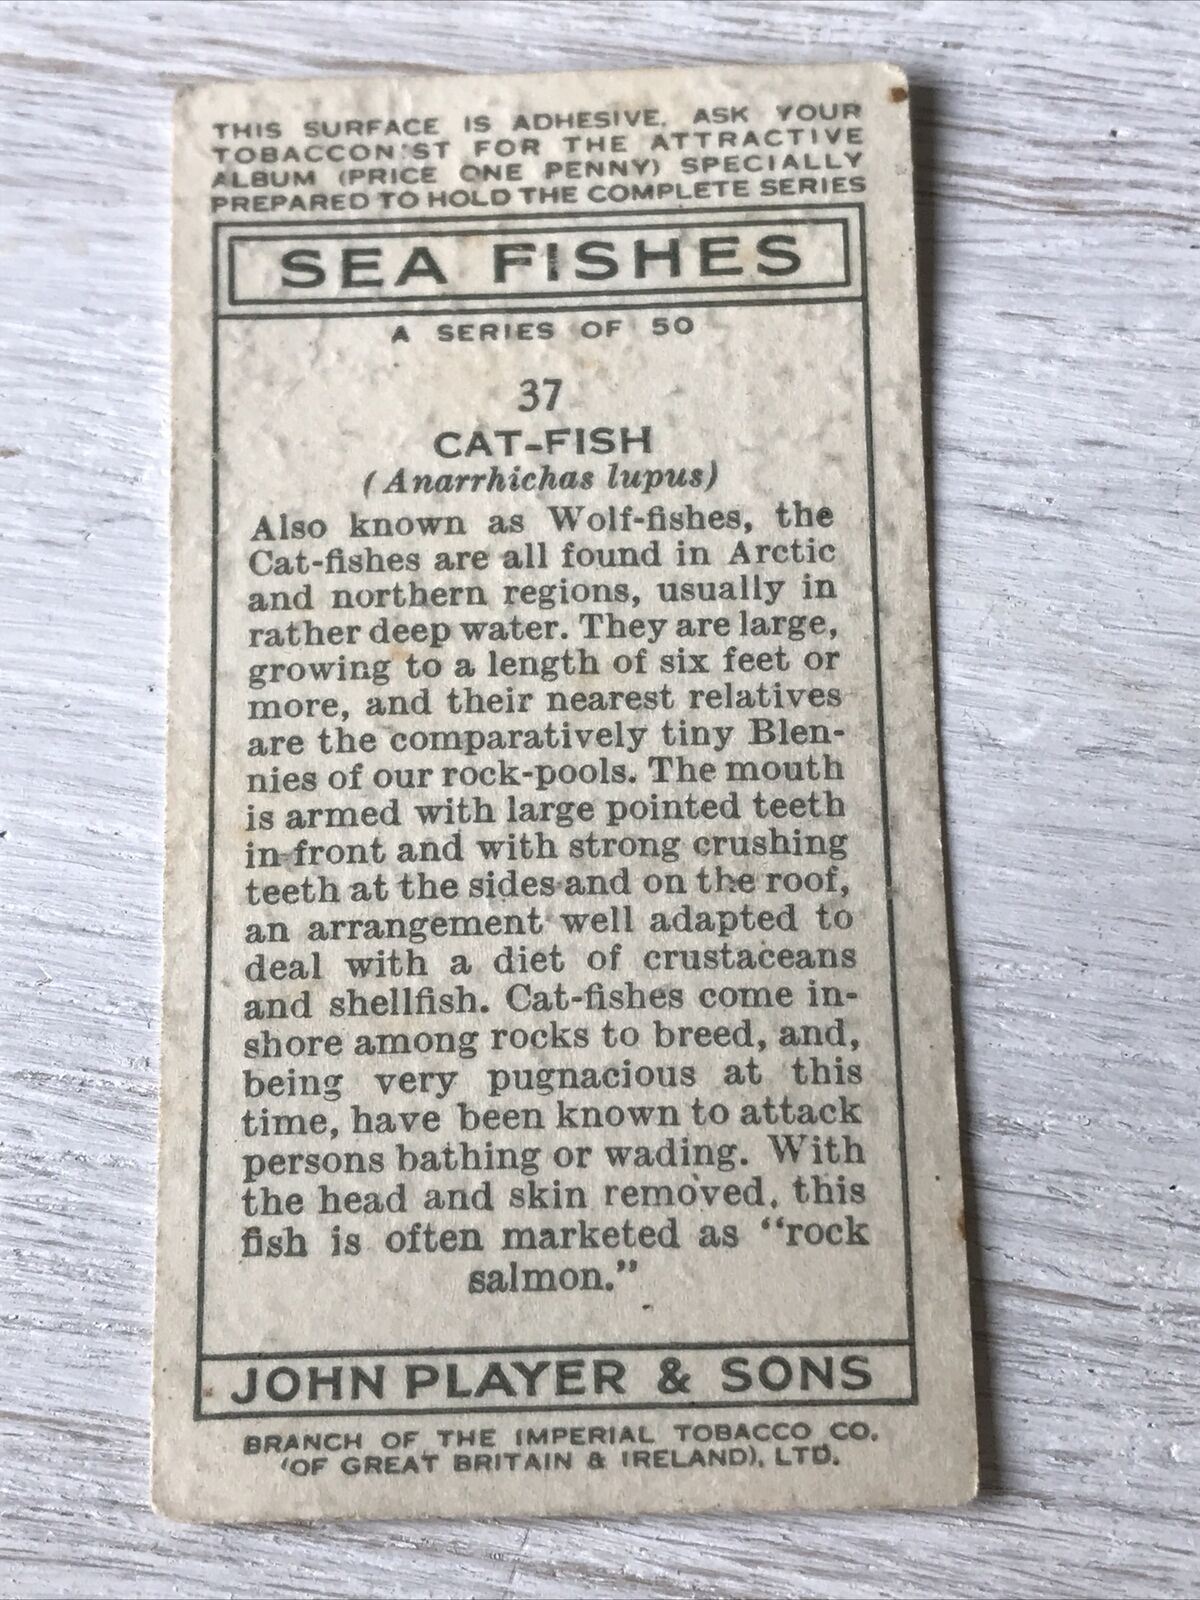 THIS SURFACE IS ADHESIVE. ASK YOUR
TOBACCONIST FOR THE ATTRACTIVE
ALBUM (PRICE ONE PENNY) SPECIALLY
PREPARED TO HOLD THE COMPLETE SERIES
SEA FISHES
A SERIES OF 50
37
CAT-FISH
(Anarrhichas lupus)
Also known as Wolf-fishes, the
Cat-fishes are all found in Arctic
and northern regions, usually in
rather deep water. They are large,
growing to a length of six feet or
more, and their nearest relatives
are the comparatively tiny Blen-
nies of our rock-pools. The mouth
is armed with large pointed teeth
in front and with strong crushing
teeth at the sides and on the roof,
an arrangement well adapted to
deal with a diet of crustaceans
and shellfish. Cat-fishes come in-
shore among rocks to breed, and,
being very pugnacious at this
time, have been known to attack
persons bathing or wading. With
the head and skin removed, this
fish is often marketed as "rock
salmon."
JOHN PLAYER & SONS
BRANCH OF THE IMPERIAL TOBACCO CO.
(OF GREAT BRITAIN & IRELAND), LTD.